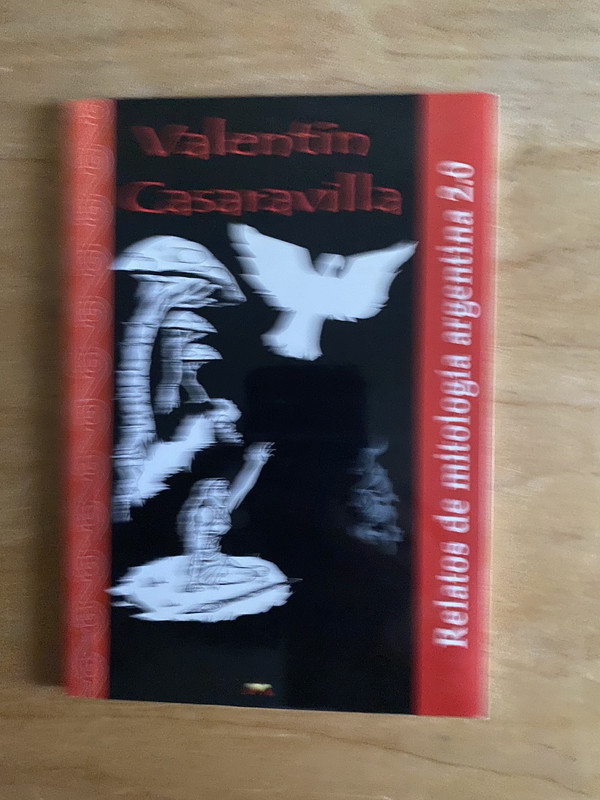 Valentín
Casaravilla
Relatos de mitología argentina 2.0